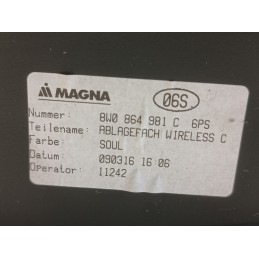 MAGNA 06S
Nummer: 8W0 864 981 C 6PS
Teilename: ABLAGEFACH WIRELESS C
Farbe: SOUL
Datum: 090316 16 06
Operator: 11242